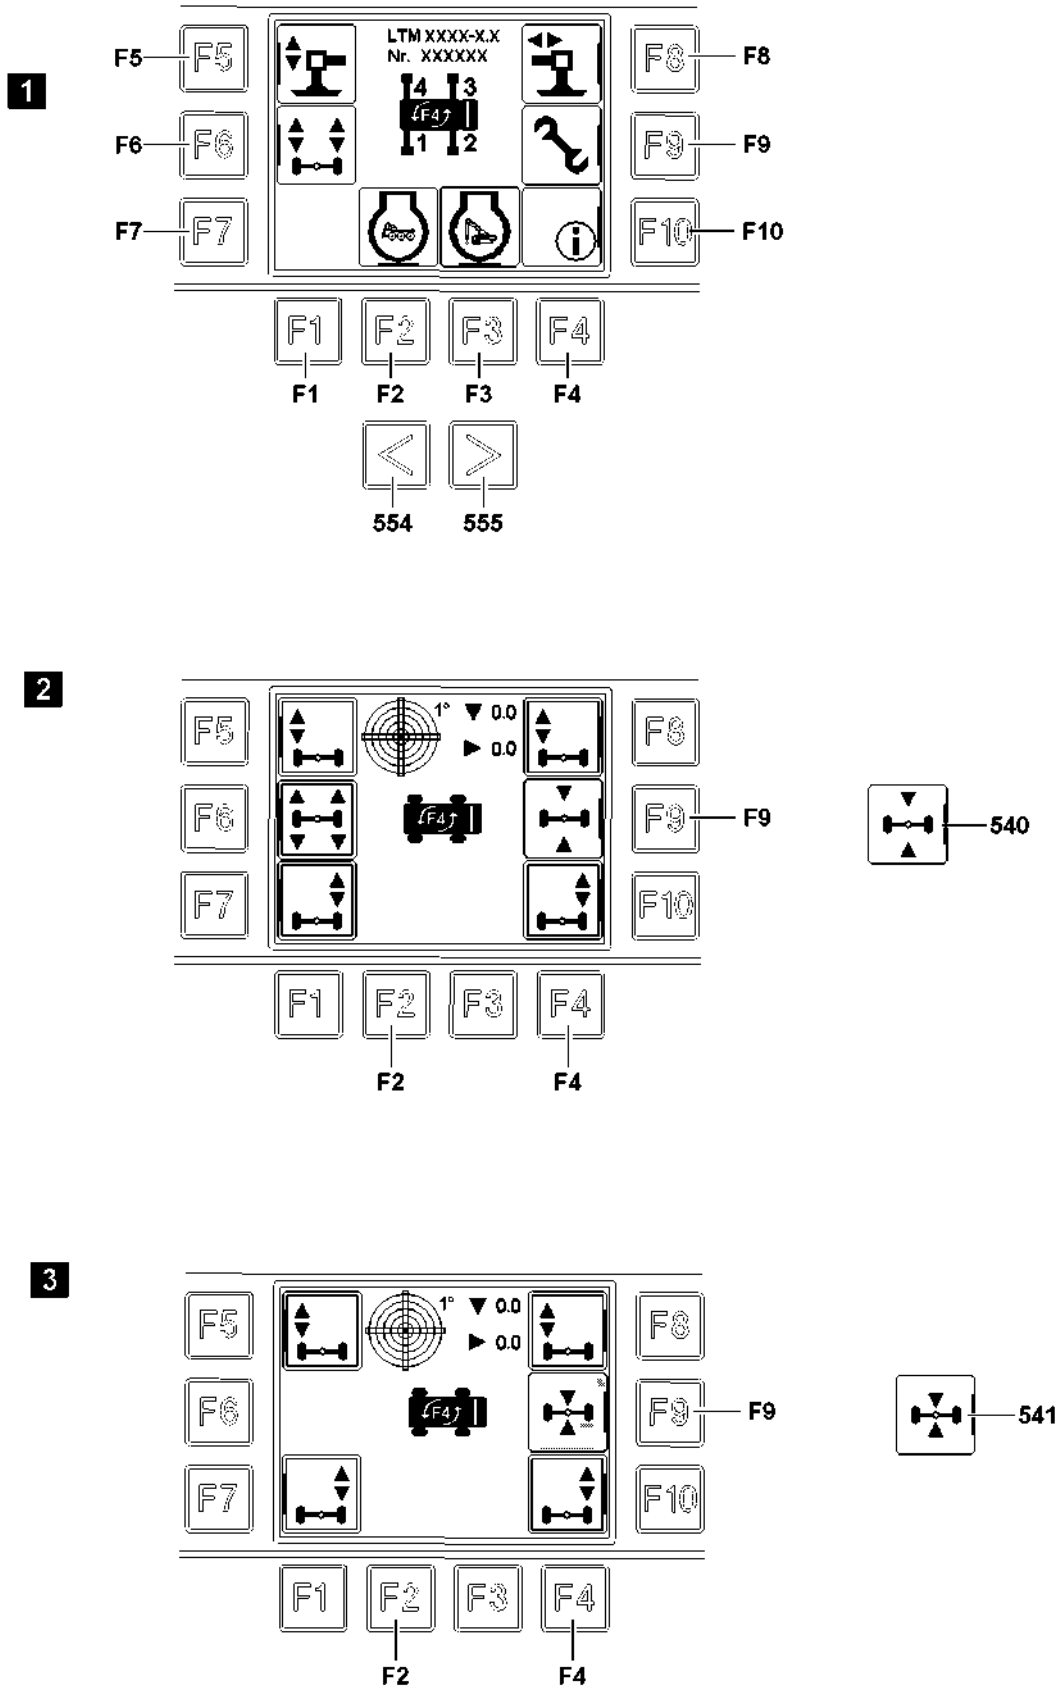 1
F5 F5 LTM XXXX-X.X F8 F8
Nr. XXXXXX
4 3
F4
1 2
F6 F6 F9 F9
F7 F7 i F10 F10
F1 F2 F3 F4
F1 F2 F3 F4
< >
554 555
2
F5 1° ▼ 0.0 F8
▶ 0.0
F6 F4 F9 F9 540
F7 F10
F1 F2 F3 F4
F2 F4
3
F5 1° ▼ 0.0 F8
▶ 0.0
F6 F4 F9 F9 541
F7 F10
F1 F2 F3 F4
F2 F4